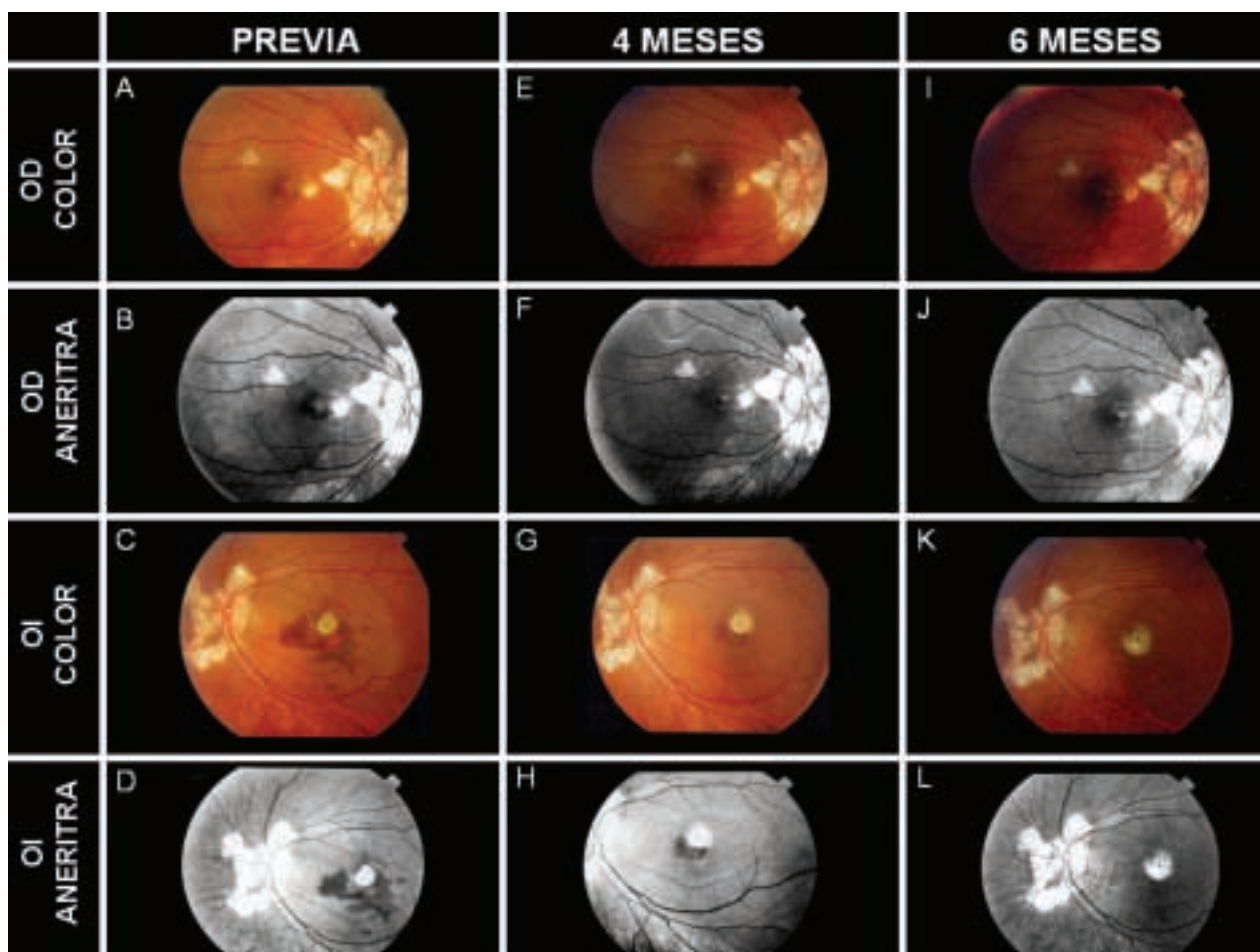 PREVIA 4 MESES 6 MESES
A E I
OD
COLOR
B F J
OD
ANERITRA
C G K
OI
COLOR
D H L
OI
ANERITRA